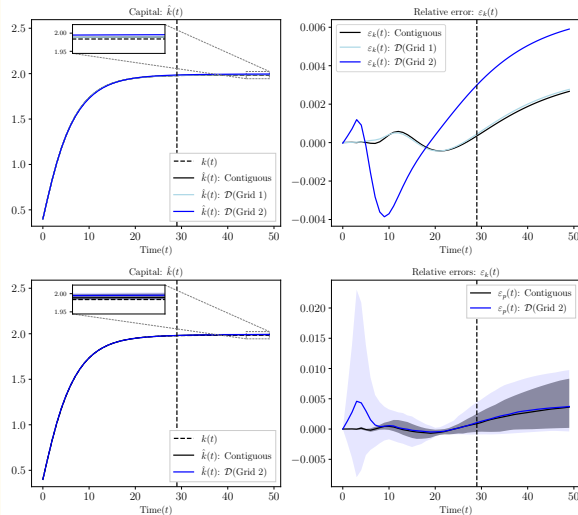 Capital: k̂(t)
2.00
1.95
2.5
2.0
1.5
1.0
0.5
k(t)
k̂(t): Contiguous
k̂(t): 𝒟(Grid 1)
k̂(t): 𝒟(Grid 2)
0 10 20 30 40 50
Time(t)
Relative error: ε_k(t)
0.006
0.004
0.002
0.000
−0.002
−0.004
ε_k(t): Contiguous
ε_k(t): 𝒟(Grid 1)
ε_k(t): 𝒟(Grid 2)
0 10 20 30 40 50
Time(t)
Capital: k̂(t)
2.00
1.95
2.5
2.0
1.5
1.0
0.5
k(t)
k̂(t): Contiguous
k̂(t): 𝒟(Grid 2)
0 10 20 30 40 50
Time(t)
Relative errors: ε_k(t)
0.020
0.015
0.010
0.005
0.000
−0.005
ε_p(t): Contiguous
ε_p(t): 𝒟(Grid 2)
0 10 20 30 40 50
Time(t)